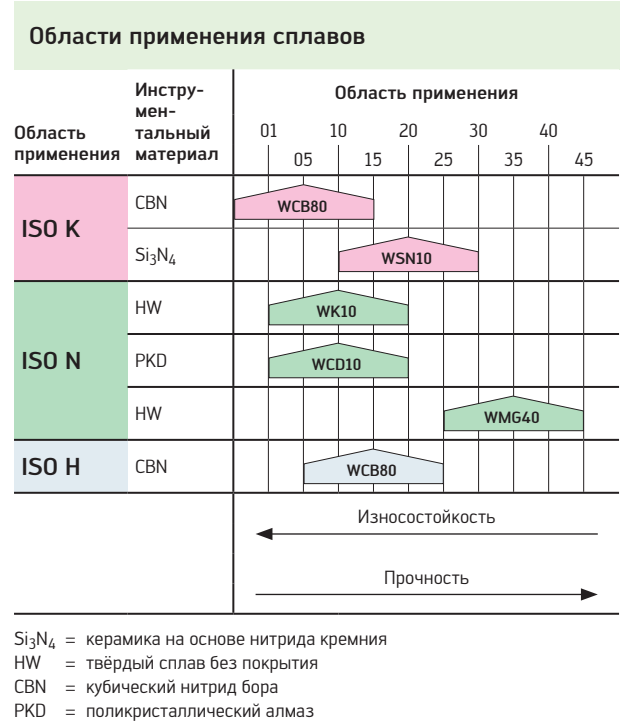 Области применения сплавов
Область применения
Инстру-
мен-
тальный
материал
Область применения
01 10 20 30 40
05 15 25 35 45
ISO K
CBN
WCB80
Si₃N₄
WSN10
ISO N
HW
WK10
PKD
WCD10
HW
WMG40
ISO H
CBN
WCB80
Износостойкость
Прочность
Si₃N₄ = керамика на основе нитрида кремния
HW = твёрдый сплав без покрытия
CBN = кубический нитрид бора
PKD = поликристаллический алмаз